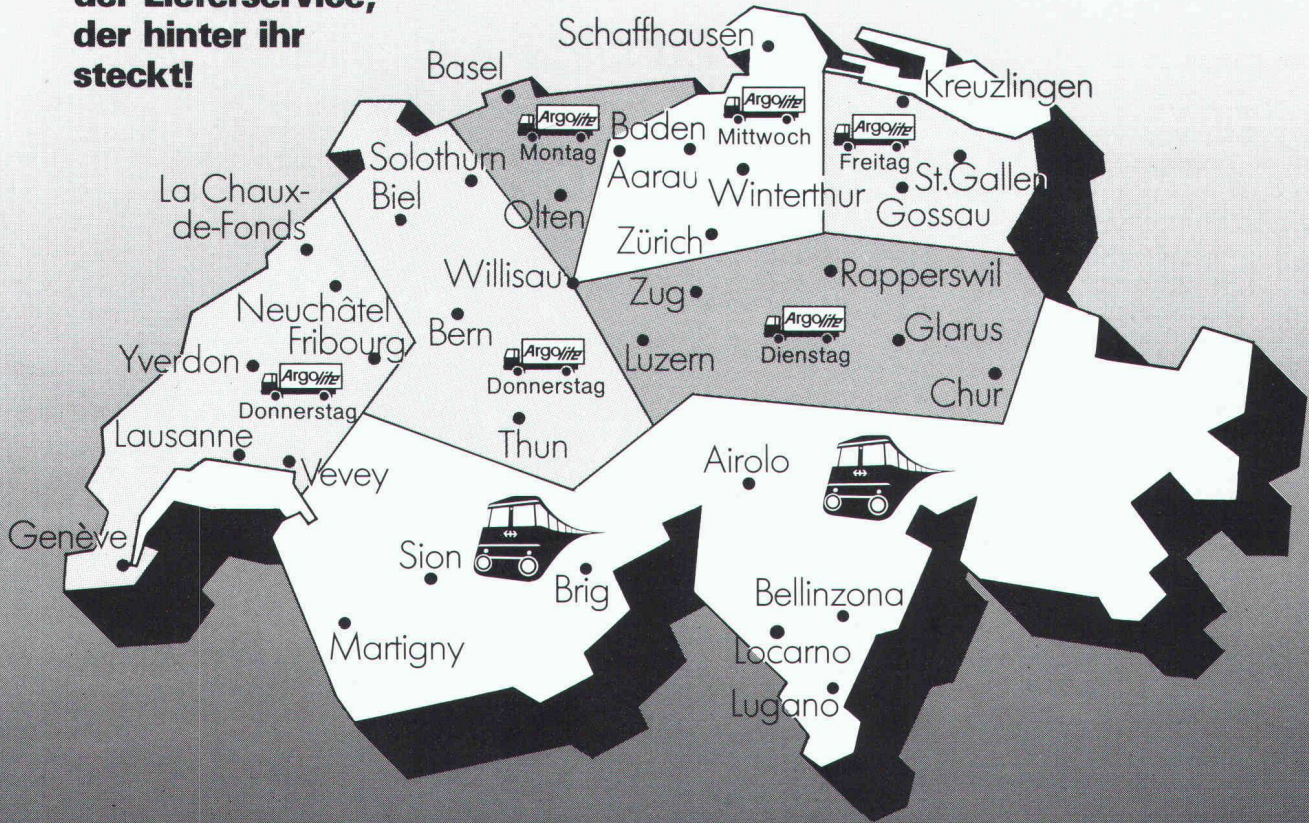 der Lieferservice,
der hinter ihr
steckt!
Schaffhausen
Basel
Kreuzlingen
Argolite
Montag
Baden
Argolite
Mittwoch
Argolite
Freitag
Solothurn
Biel
Aarau
Winterthur
St.Gallen
Gossau
La Chaux-
de-Fonds
Olten
Zürich
Willisau
Zug
Rapperswil
Neuchâtel
Fribourg
Bern
Luzern
Argolite
Dienstag
Glarus
Yverdon
Argolite
Donnerstag
Argolite
Donnerstag
Chur
Lausanne
Vevey
Thun
Airolo
Genève
Sion
Brig
Bellinzona
Martigny
Locarno
Lugano